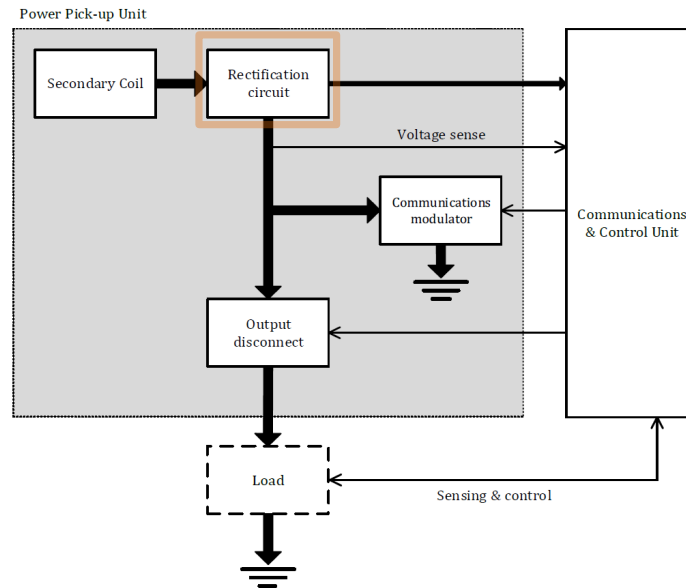 Power Pick-up Unit
Secondary Coil
Rectification
circuit
Voltage sense
Communications
modulator
Communications
& Control Unit
Output
disconnect
Load
Sensing & control